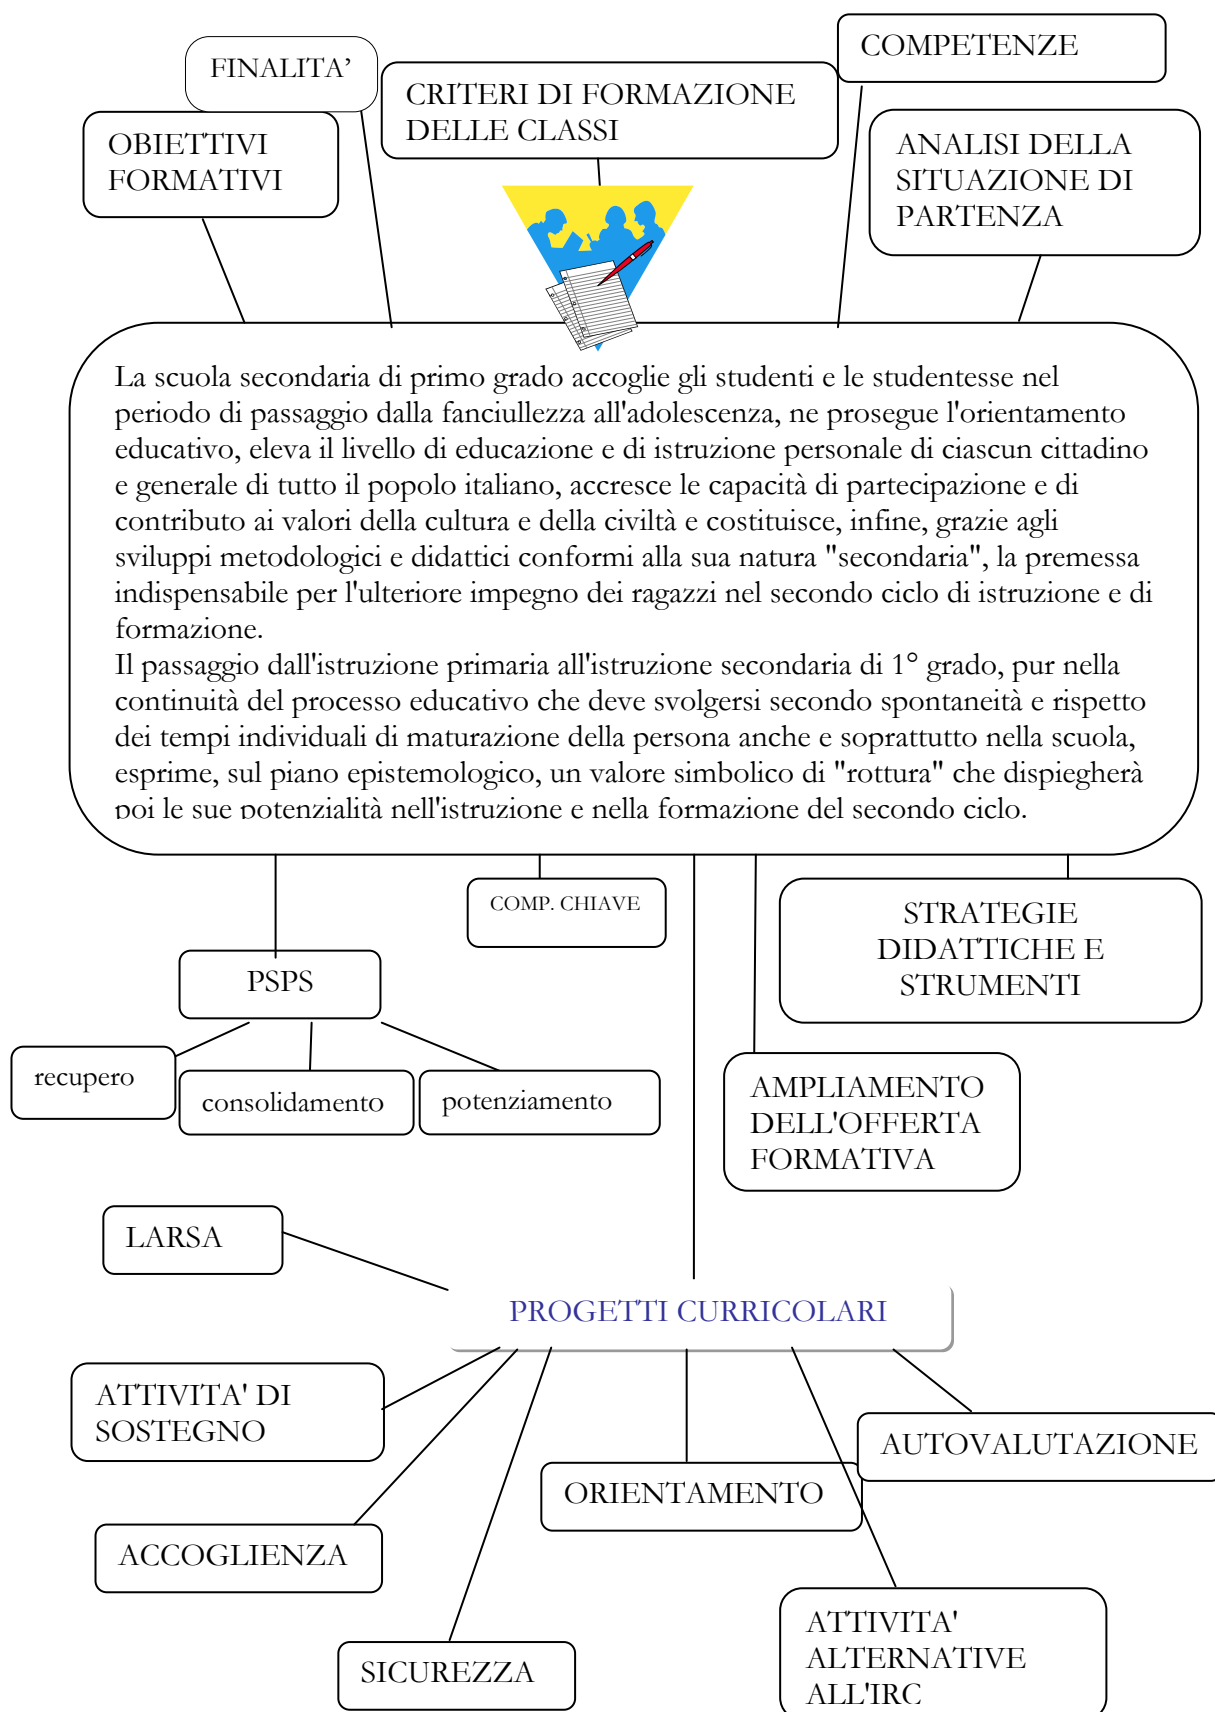 FINALITA’
COMPETENZE
CRITERI DI FORMAZIONE
DELLE CLASSI
OBIETTIVI
FORMATIVI
ANALISI DELLA
SITUAZIONE DI
PARTENZA
La scuola secondaria di primo grado accoglie gli studenti e le studentesse nel
periodo di passaggio dalla fanciullezza all'adolescenza, ne prosegue l'orientamento
educativo, eleva il livello di educazione e di istruzione personale di ciascun cittadino
e generale di tutto il popolo italiano, accresce le capacità di partecipazione e di
contributo ai valori della cultura e della civiltà e costituisce, infine, grazie agli
sviluppi metodologici e didattici conformi alla sua natura "secondaria", la premessa
indispensabile per l'ulteriore impegno dei ragazzi nel secondo ciclo di istruzione e di
formazione.
Il passaggio dall'istruzione primaria all'istruzione secondaria di 1° grado, pur nella
continuità del processo educativo che deve svolgersi secondo spontaneità e rispetto
dei tempi individuali di maturazione della persona anche e soprattutto nella scuola,
esprime, sul piano epistemologico, un valore simbolico di "rottura" che dispiegherà
poi le sue potenzialità nell'istruzione e nella formazione del secondo ciclo.
COMP. CHIAVE
STRATEGIE
DIDATTICHE E
STRUMENTI
PSPS
recupero
consolidamento
potenziamento
AMPLIAMENTO
DELL'OFFERTA
FORMATIVA
LARSA
PROGETTI CURRICOLARI
ATTIVITA' DI
SOSTEGNO
AUTOVALUTAZIONE
ORIENTAMENTO
ACCOGLIENZA
SICUREZZA
ATTIVITA'
ALTERNATIVE
ALL'IRC